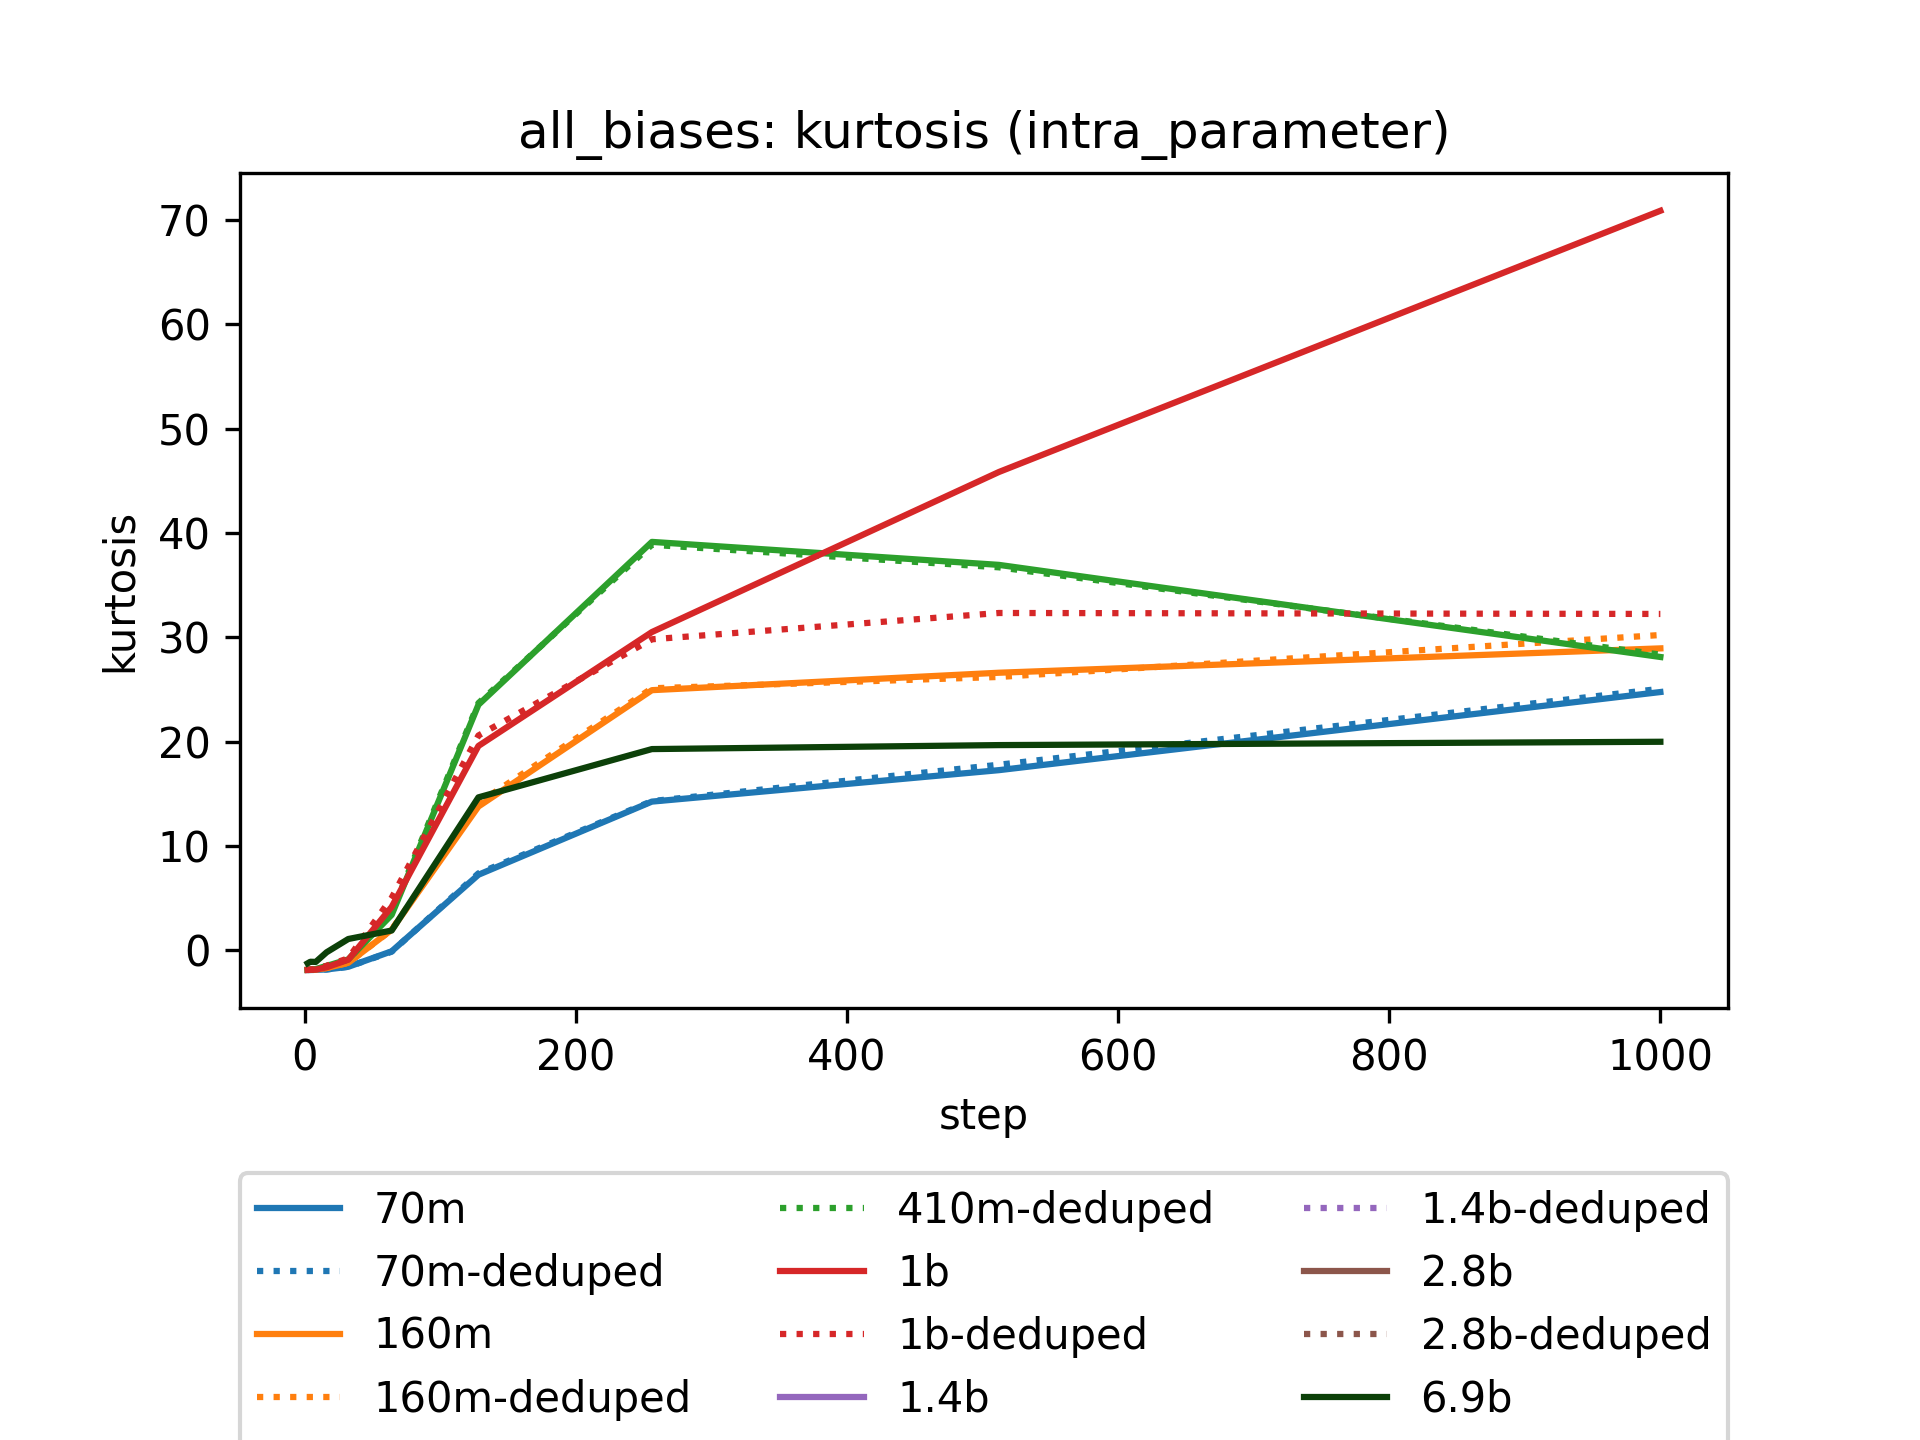 all_biases: kurtosis (intra_parameter)
70
60
50
40
30
20
10
0
kurtosis
0 200 400 600 800 1000
step
70m 410m-deduped 1.4b-deduped
70m-deduped 1b 2.8b
160m 1b-deduped 2.8b-deduped
160m-deduped 1.4b 6.9b